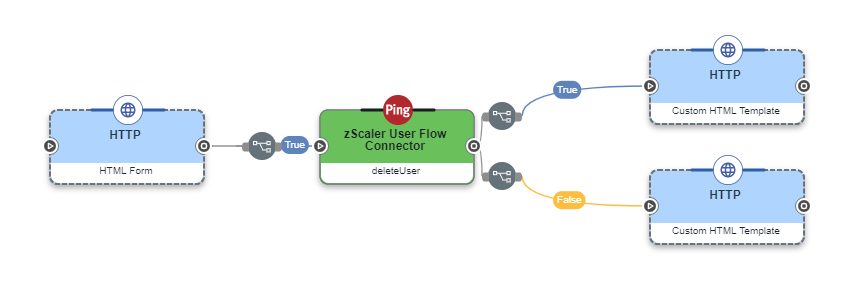 HTTP
HTML Form
True
Ping
zScaler User Flow
Connector
deleteUser
True
HTTP
Custom HTML Template
False
HTTP
Custom HTML Template